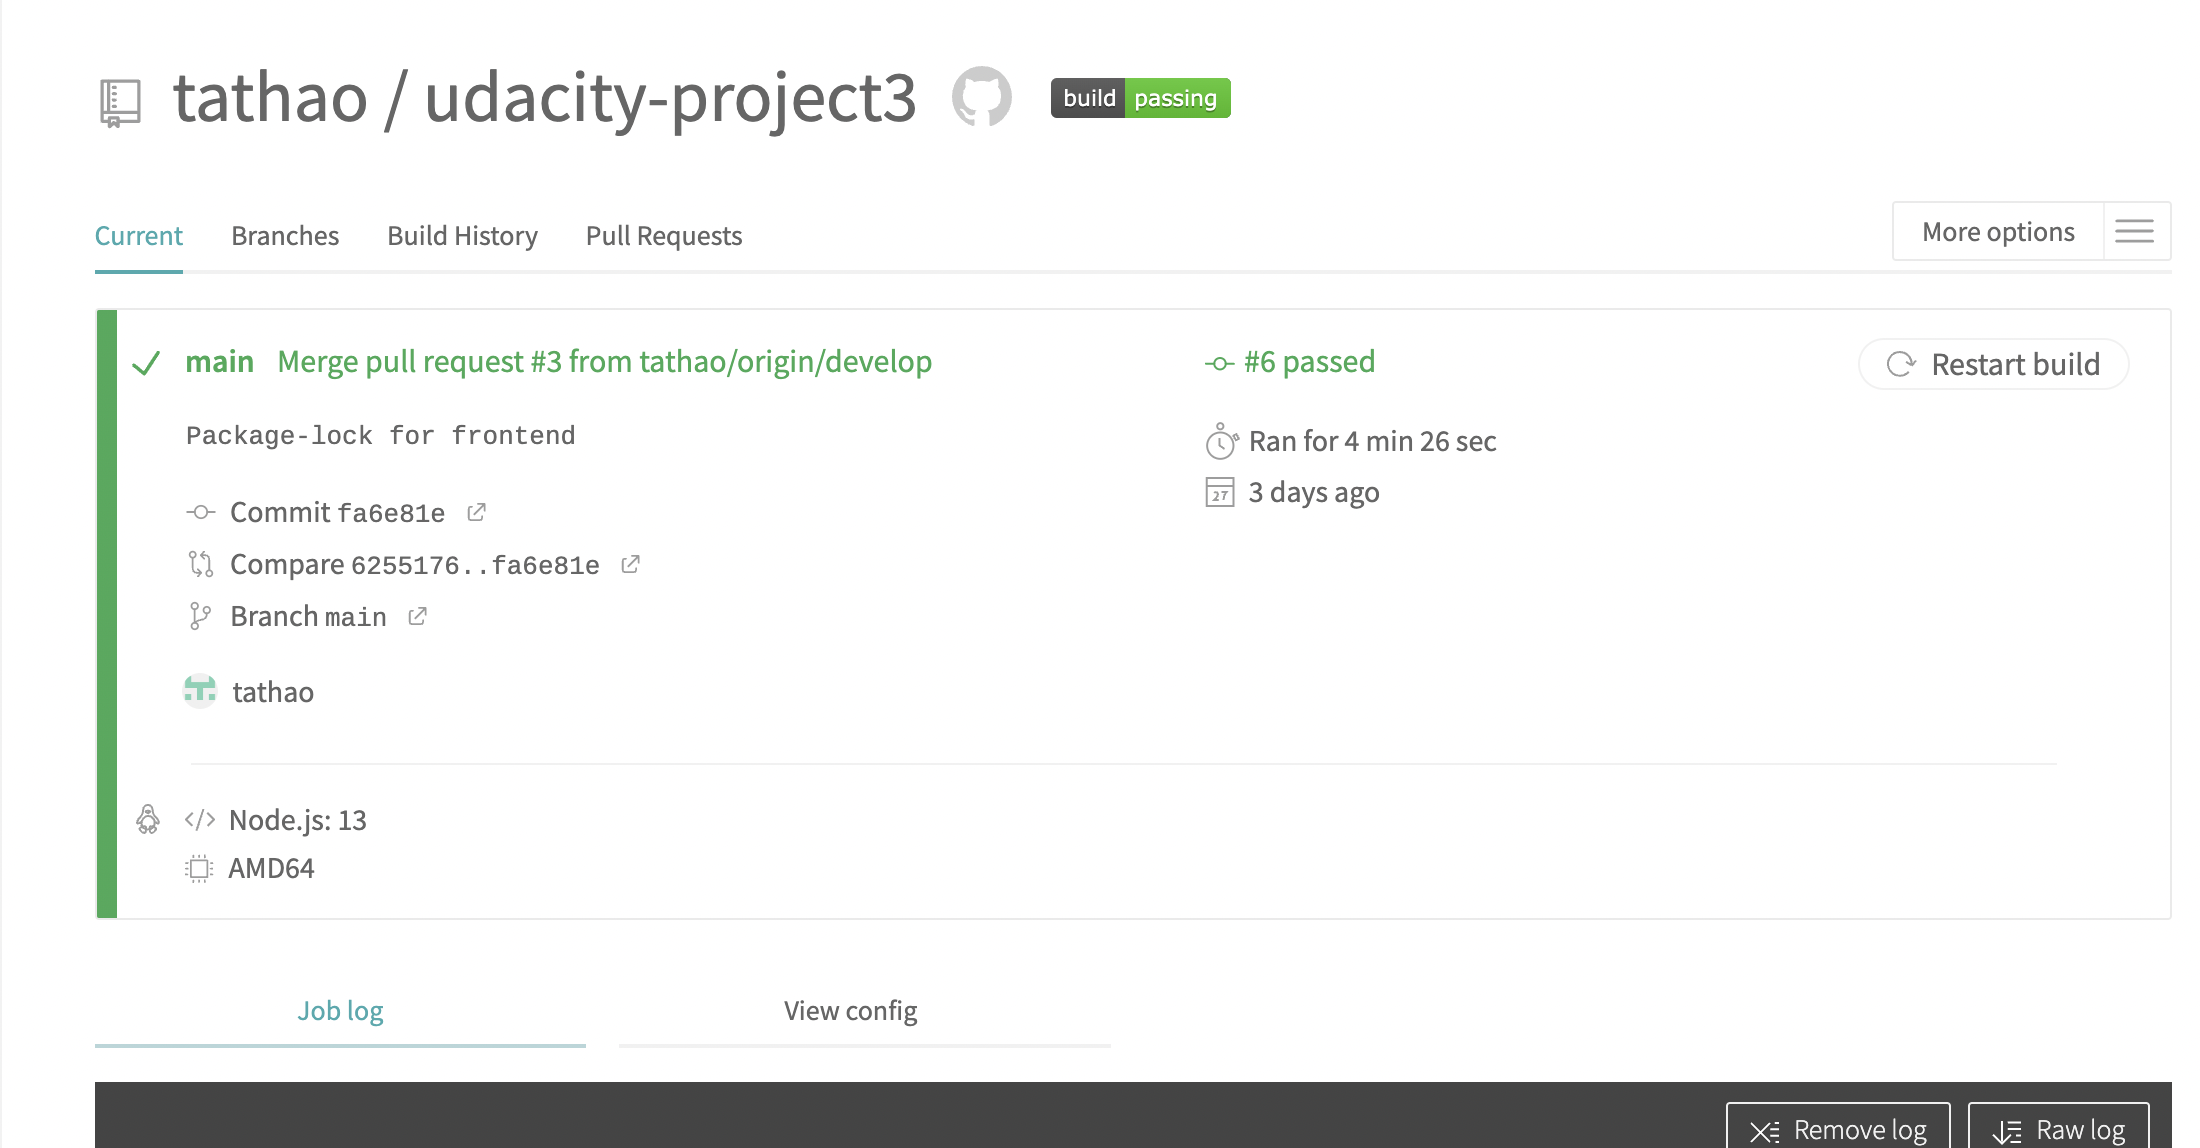 tathao / udacity-project3
build passing
Current Branches Build History Pull Requests
More options
main Merge pull request #3 from tathao/origin/develop
#6 passed
Restart build
Package-lock for frontend
Ran for 4 min 26 sec
27 3 days ago
Commit fa6e81e
Compare 6255176..fa6e81e
Branch main
tathao
</> Node.js: 13
AMD64
Job log View config
Remove log Raw log